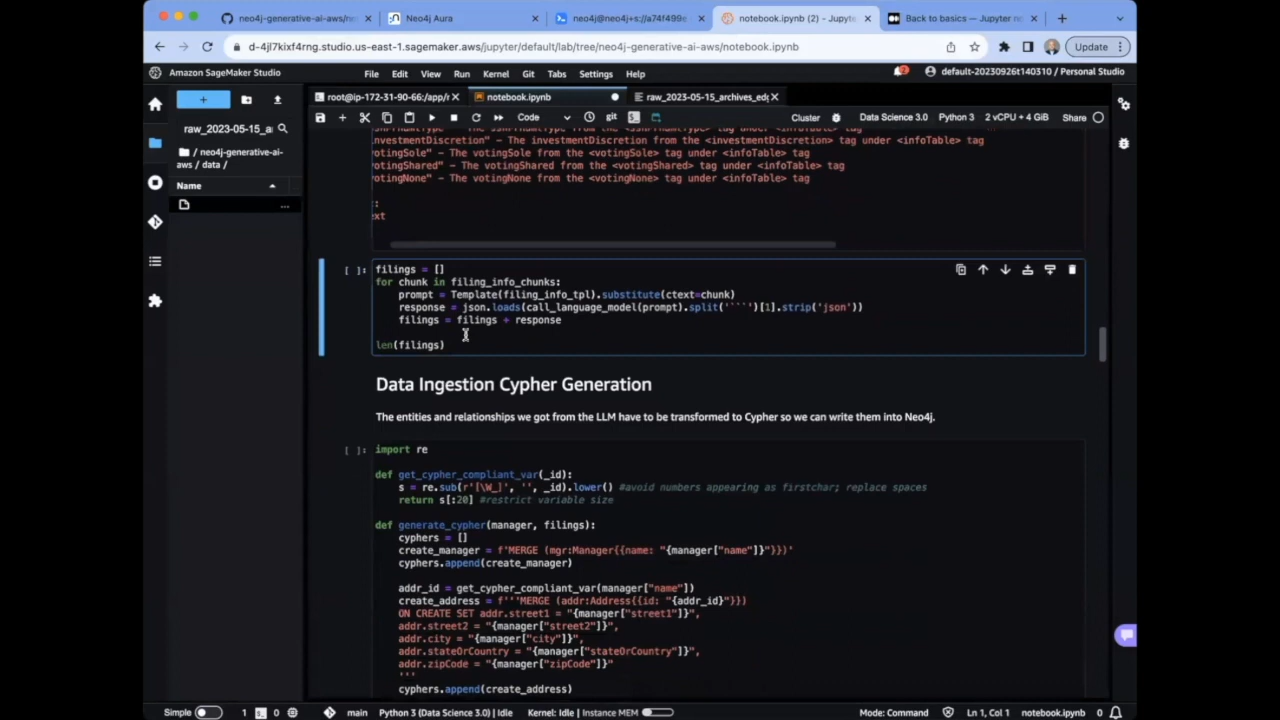 neo4j-generative-ai-aws/ne
Neo4j Aura
neo4j@neo4j+s://a74f499e
notebook.ipynb (2) - Jupyte
Back to basics — Jupyter no
d-4jl7kixf4rng.studio.us-east-1.sagemaker.aws/jupyter/default/lab/tree/neo4j-generative-ai-aws/notebook.ipynb
Update
Amazon SageMaker Studio
File Edit View Run Kernel Git Tabs Settings Help
default-20230926t140310 / Personal Studio
root@ip-172-31-90-66:/app/r
notebook.ipynb
raw_2023-05-15_archives_edg
Code
git
Cluster
Data Science 3.0
Python 3
2 vCPU + 4 GiB
Share
raw_2023-05-15_a
/ neo4j-generative-ai-
aws / data /
Name
...
nvestmentDiscretion" - The investmentDiscretion from the <investmentDiscretion> tag under <infoTable> tag
otingSole" - The votingSole from the <votingSole> tag under <infoTable> tag
otingShared" - The votingShared from the <votingShared> tag under <infoTable> tag
otingNone" - The votingNone from the <votingNone> tag under <infoTable> tag
:
ext
[ ]: filings = []
for chunk in filing_info_chunks:
prompt = Template(filing_info_tpl).substitute(ctext=chunk)
response = json.loads(call_language_model(prompt).split('```')[1].strip('json'))
filings = filings + response
len(filings)
Data Ingestion Cypher Generation
The entities and relationships we got from the LLM have to be transformed to Cypher so we can write them into Neo4j.
[ ]: import re
def get_cypher_compliant_var(_id):
s = re.sub(r'[\W_]', '', _id).lower() #avoid numbers appearing as firstchar; replace spaces
return s[:20] #restrict variable size
def generate_cypher(manager, filings):
cyphers = []
create_manager = f'MERGE (mgr:Manager{{name: "{manager["name"]}"}})'
cyphers.append(create_manager)
addr_id = get_cypher_compliant_var(manager["name"])
create_address = f'''MERGE (addr:Address{{id: "{addr_id}"}})
ON CREATE SET addr.street1 = "{manager["street1"]}",
addr.street2 = "{manager["street2"]}",
addr.city = "{manager["city"]}",
addr.stateOrCountry = "{manager["stateOrCountry"]}",
addr.zipCode = "{manager["zipCode"]}"
'''
cyphers.append(create_address)
Simple
1
0
main
Python 3 (Data Science 3.0) | Idle
Kernel: Idle | Instance MEM
Mode: Command
Ln 1, Col 1
notebook.ipynb
0